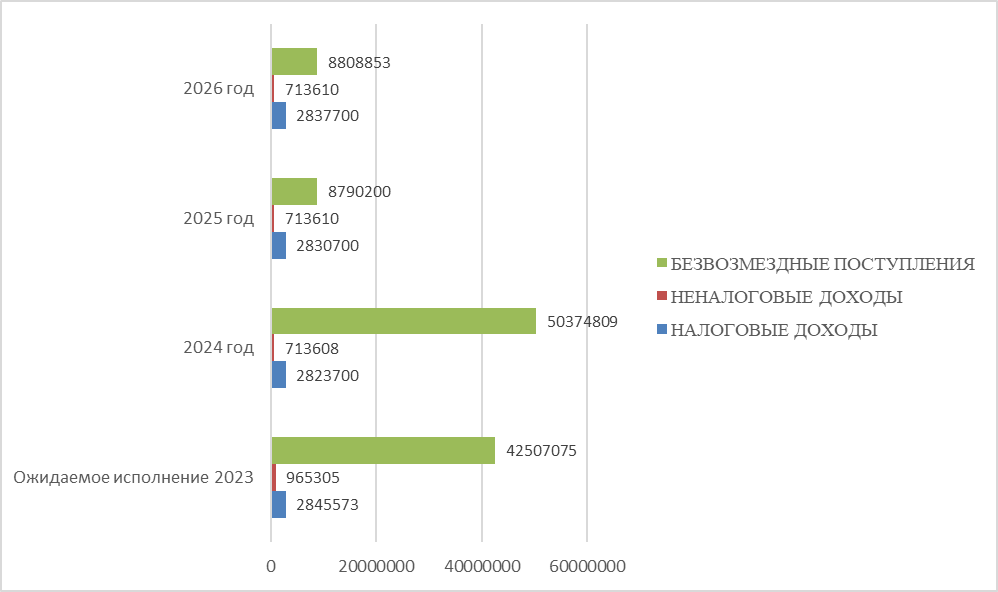 8808853
2026 год
713610
2837700
8790200
2025 год
713610
2830700
50374809
2024 год
713608
2823700
42507075
Ожидаемое исполнение 2023
965305
2845573
0 20000000 40000000 60000000
БЕЗВОЗМЕЗДНЫЕ ПОСТУПЛЕНИЯ
НЕНАЛОГОВЫЕ ДОХОДЫ
НАЛОГОВЫЕ ДОХОДЫ